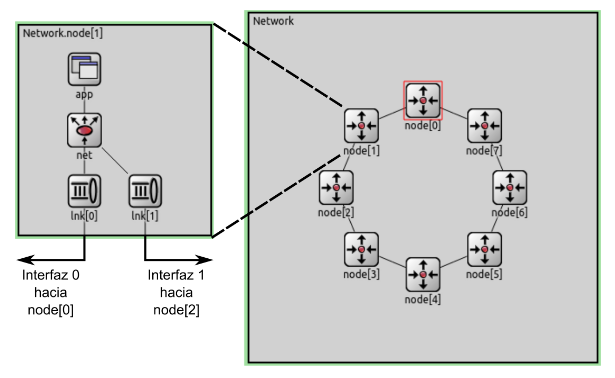 Network.node[1]
app
net
lnk[0]
lnk[1]
Interfaz 0
hacia
node[0]
Interfaz 1
hacia
node[2]
Network
node[0]
node[1]
node[7]
node[2]
node[6]
node[3]
node[5]
node[4]